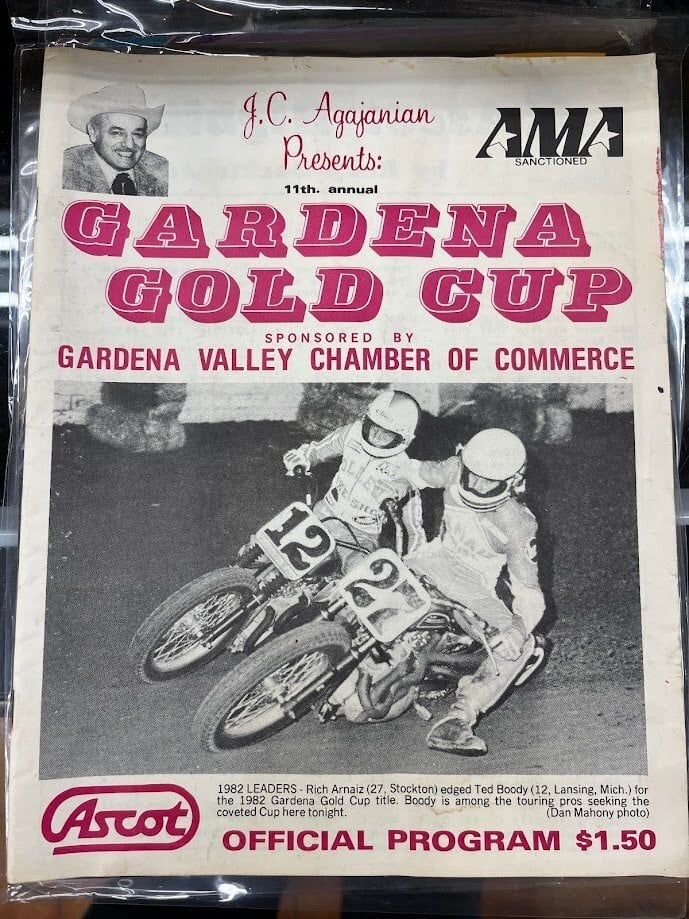 J.C. Agajanian
Presents:
AMA
SANCTIONED
11th. annual
GARDENA
GOLD CUP
SPONSORED BY
GARDENA VALLEY CHAMBER OF COMMERCE
12
27
1982 LEADERS - Rich Arnaiz (27, Stockton) edged Ted Boody (12, Lansing, Mich.) for
the 1982 Gardena Gold Cup title. Boody is among the touring pros seeking the
coveted Cup here tonight. (Dan Mahony photo)
Ascot
OFFICIAL PROGRAM $1.50